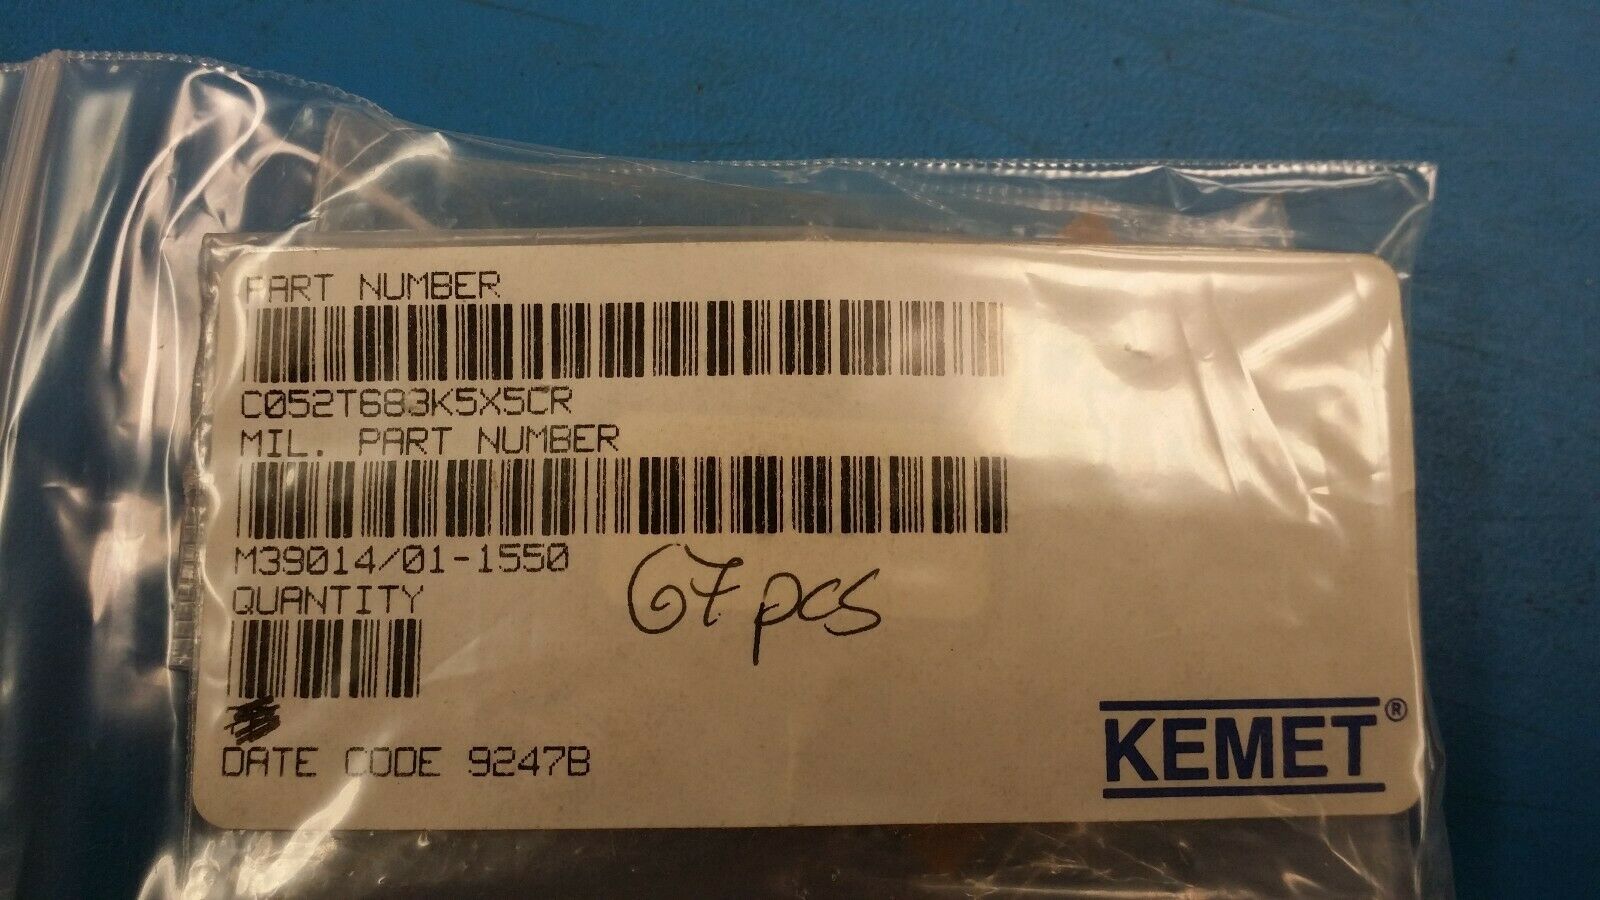 PART NUMBER
C052T683K5X5CR
MIL. PART NUMBER
M39014/01-1550
QUANTITY
67 pcs
DATE CODE 9247B
KEMET®